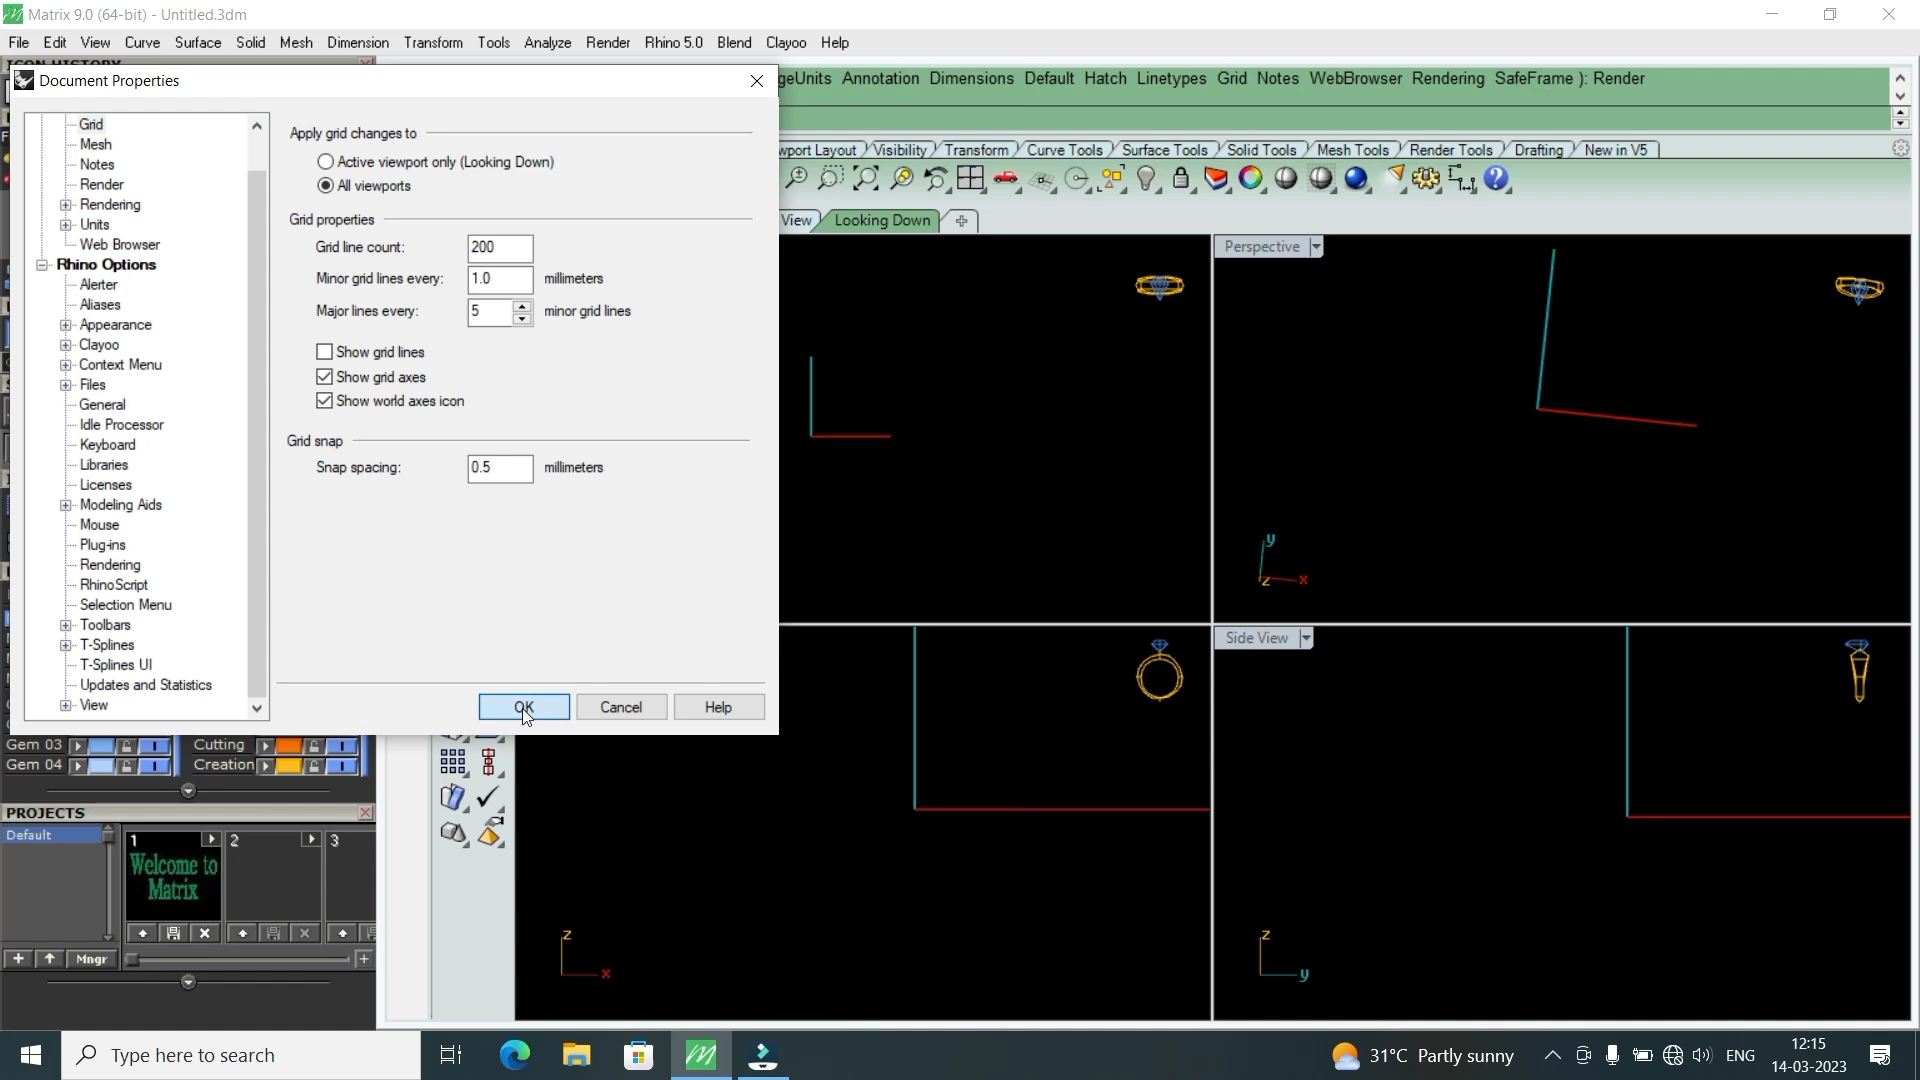 Matrix 9.0 (64-bit) - Untitled.3dm
File Edit View Curve Surface Solid Mesh Dimension Transform Tools Analyze Render Rhino 5.0 Blend Clayoo Help
Document Properties
geUnits Annotation Dimensions Default Hatch Linetypes Grid Notes WebBrowser Rendering SafeFrame ): Render
Grid
Mesh
Notes
Render
Rendering
Units
Web Browser
Rhino Options
Alerter
Aliases
Appearance
Clayoo
Context Menu
Files
General
Idle Processor
Keyboard
Libraries
Licenses
Modeling Aids
Mouse
Plug-ins
Rendering
RhinoScript
Selection Menu
Toolbars
T-Splines
T-Splines UI
Updates and Statistics
View
Apply grid changes to
Active viewport only (Looking Down)
All viewports
Grid properties
Grid line count: 200
Minor grid lines every: 1.0 millimeters
Major lines every: 5 minor grid lines
Show grid lines
Show grid axes
Show world axes icon
Grid snap
Snap spacing: 0.5 millimeters
OK Cancel Help
wport Layout Visibility Transform Curve Tools Surface Tools Solid Tools Mesh Tools Render Tools Drafting New in V5
View Looking Down
Perspective
y
z x
Side View
z
x
z
y
Gem 03 Cutting
Gem 04 Creation
PROJECTS
Default
1 2 3
Welcome to
Matrix
Mngr
Type here to search
31°C Partly sunny
ENG
12:15
14-03-2023